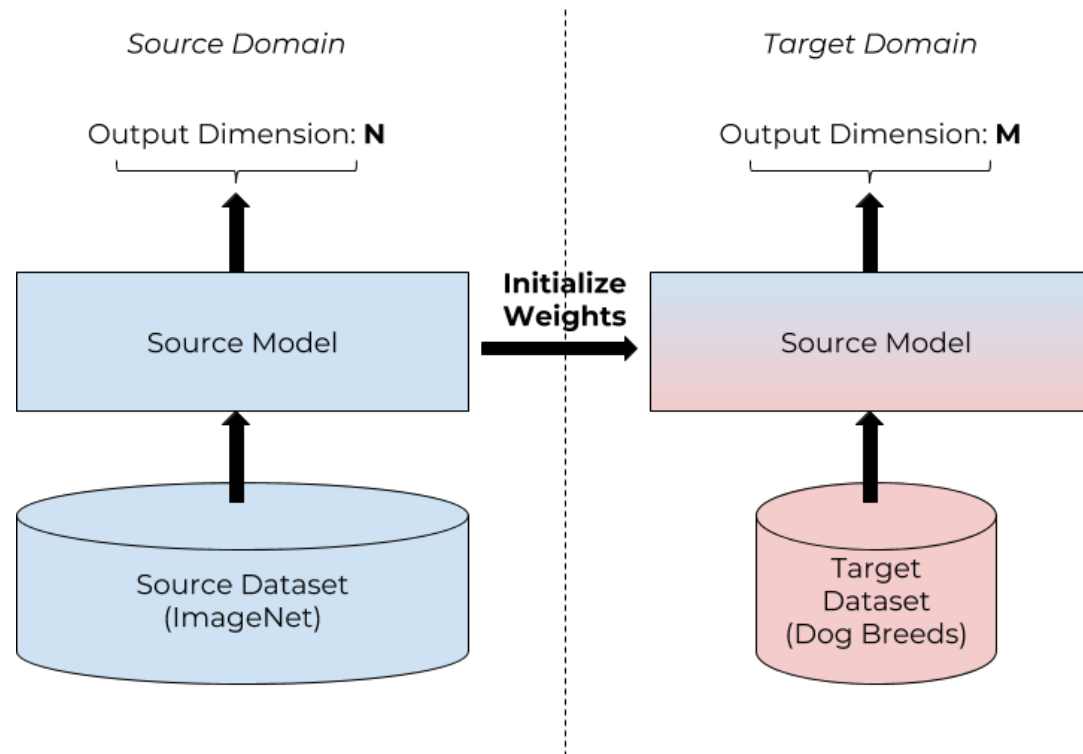 Source Domain
Target Domain
Output Dimension: N
Output Dimension: M
Initialize
Weights
Source Model
Source Model
Source Dataset
(ImageNet)
Target
Dataset
(Dog Breeds)